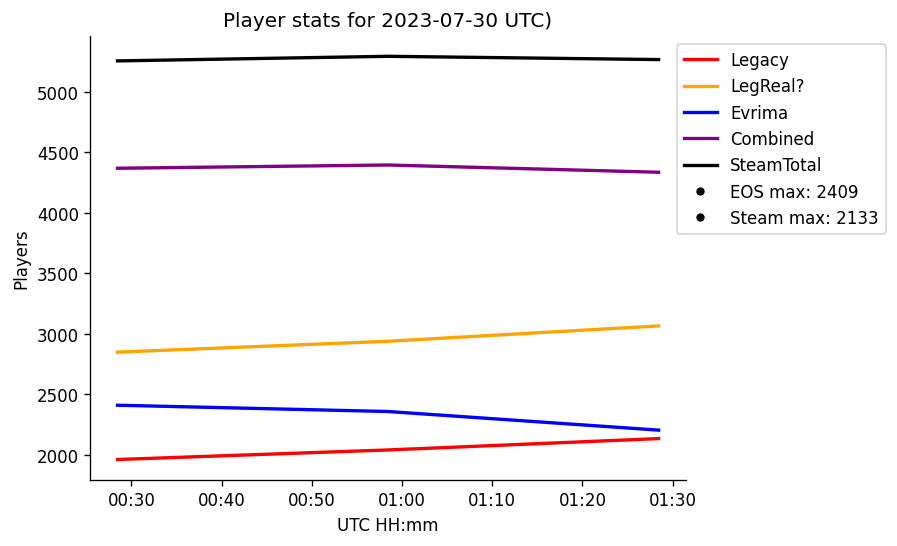 Player stats for 2023-07-30 UTC)
Legacy
LegReal?
Evrima
Combined
SteamTotal
EOS max: 2409
Steam max: 2133
Players
5000
4500
4000
3500
3000
2500
2000
00:30 00:40 00:50 01:00 01:10 01:20 01:30
UTC HH:mm